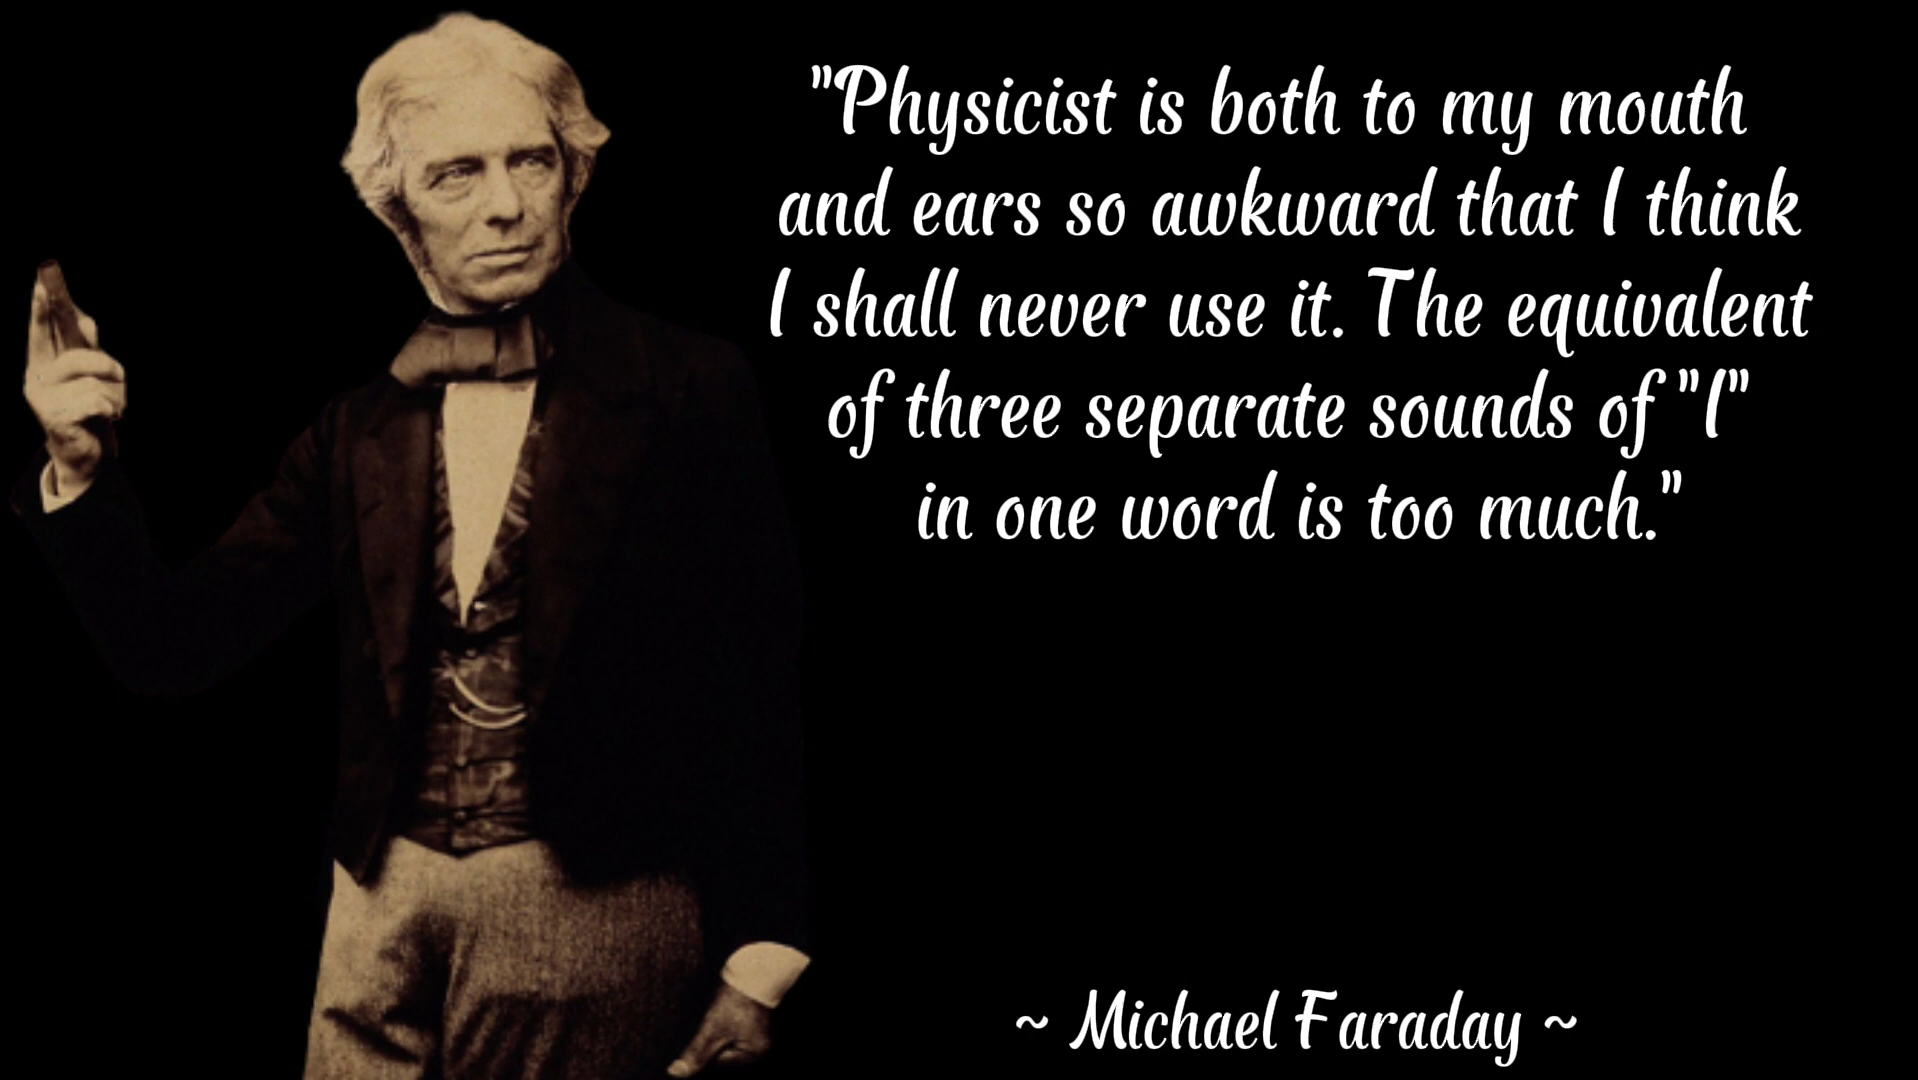 "Physicist is both to my mouth
and ears so awkward that I think
I shall never use it. The equivalent
of three separate sounds of "I"
in one word is too much."
~ Michael Faraday ~